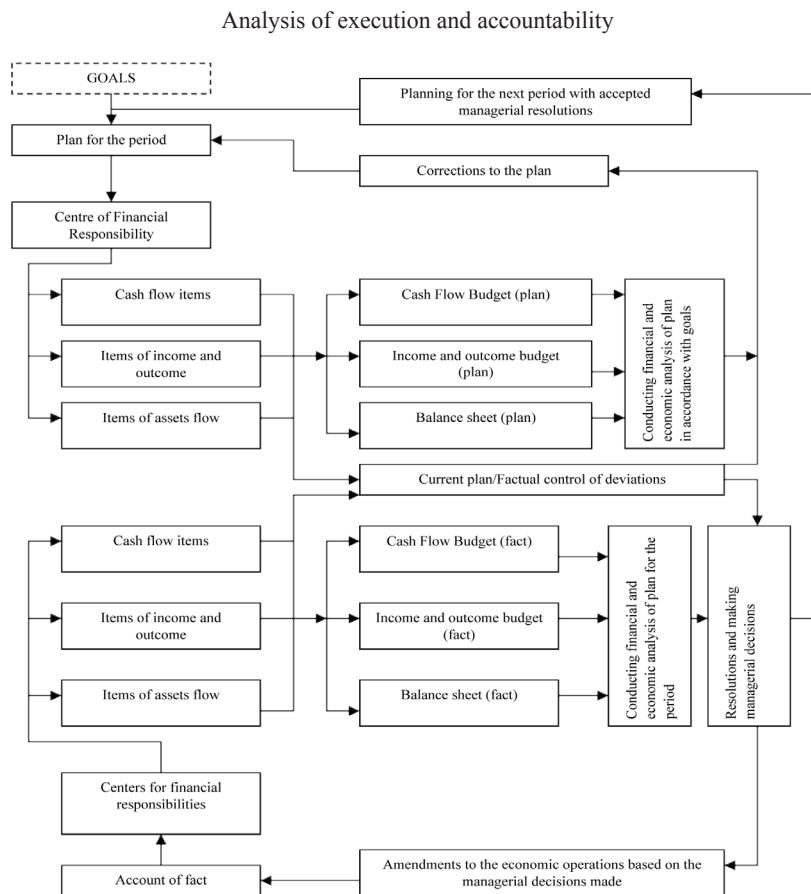 Analysis of execution and accountability
GOALS
Planning for the next period with accepted
managerial resolutions
Plan for the period
Corrections to the plan
Centre of Financial
Responsibility
Cash flow items
Cash Flow Budget (plan)
Items of income and
outcome
Income and outcome budget
(plan)
Items of assets flow
Balance sheet (plan)
Conducting financial and
economic analysis of plan
in accordance with goals
Current plan/Factual control of deviations
Cash flow items
Cash Flow Budget (fact)
Items of income and
outcome
Income and outcome budget
(fact)
Items of assets flow
Balance sheet (fact)
Conducting financial and
economic analysis of plan for the
period
Resolutions and making
managerial decisions
Centers for financial
responsibilities
Account of fact
Amendments to the economic operations based on the
managerial decisions made